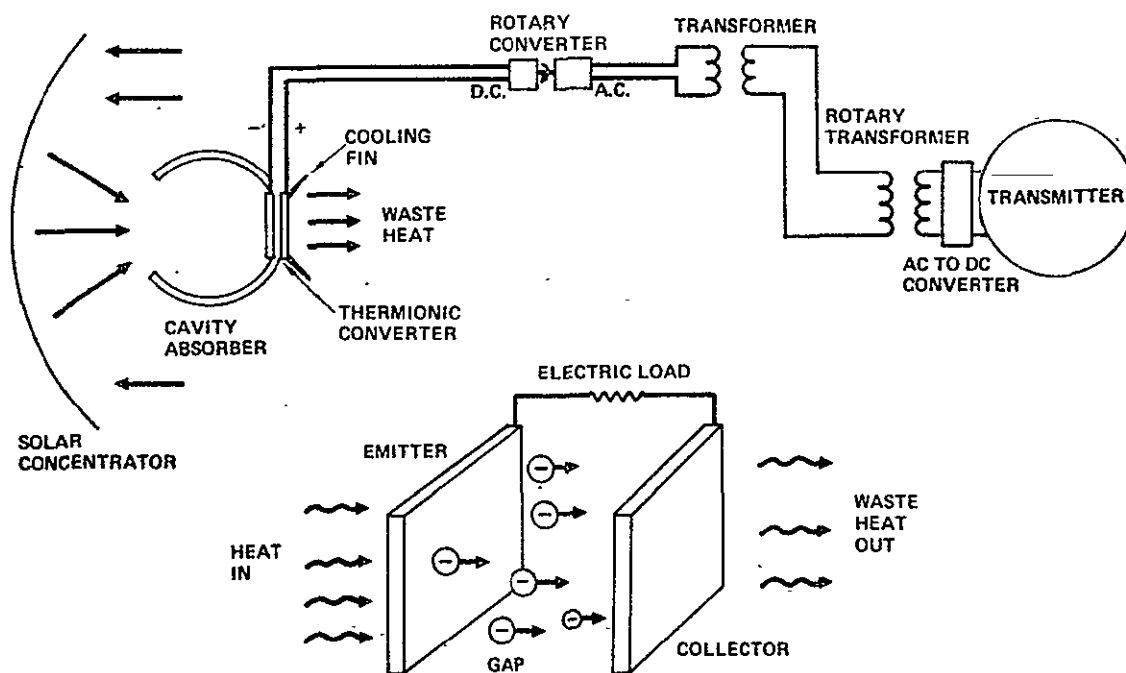 ROTARY
CONVERTER
TRANSFORMER
D.C.
A.C.
− +
COOLING
FIN
ROTARY
TRANSFORMER
WASTE
HEAT
TRANSMITTER
AC TO DC
CONVERTER
THERMIONIC
CONVERTER
CAVITY
ABSORBER
SOLAR
CONCENTRATOR
ELECTRIC LOAD
EMITTER
HEAT
IN
WASTE
HEAT
OUT
COLLECTOR
GAP